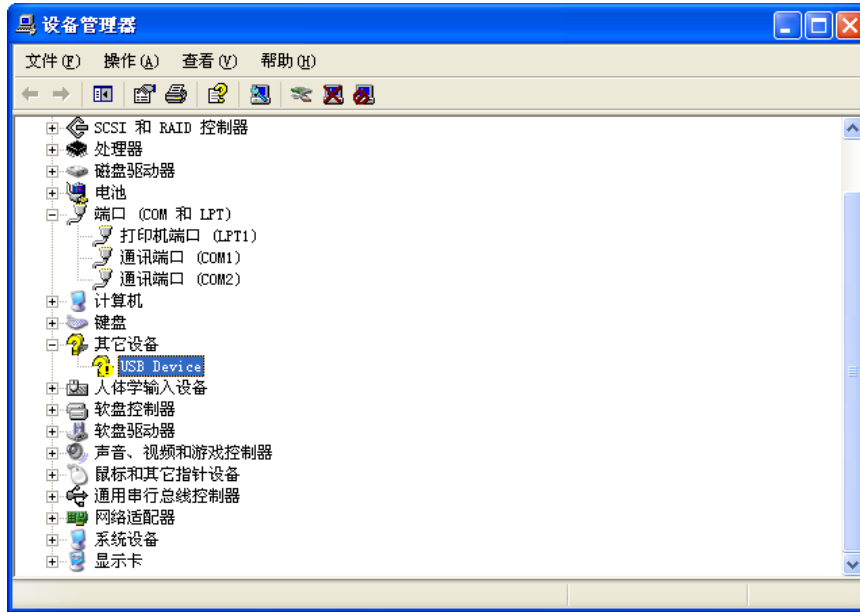 设备管理器
文件(F) 操作(A) 查看(V) 帮助(H)
SCSI 和 RAID 控制器
处理器
磁盘驱动器
电池
端口 (COM 和 LPT)
打印机端口 (LPT1)
通讯端口 (COM1)
通讯端口 (COM2)
计算机
键盘
其它设备
USB Device
人体学输入设备
软盘控制器
软盘驱动器
声音、视频和游戏控制器
鼠标和其它指针设备
通用串行总线控制器
网络适配器
系统设备
显示卡